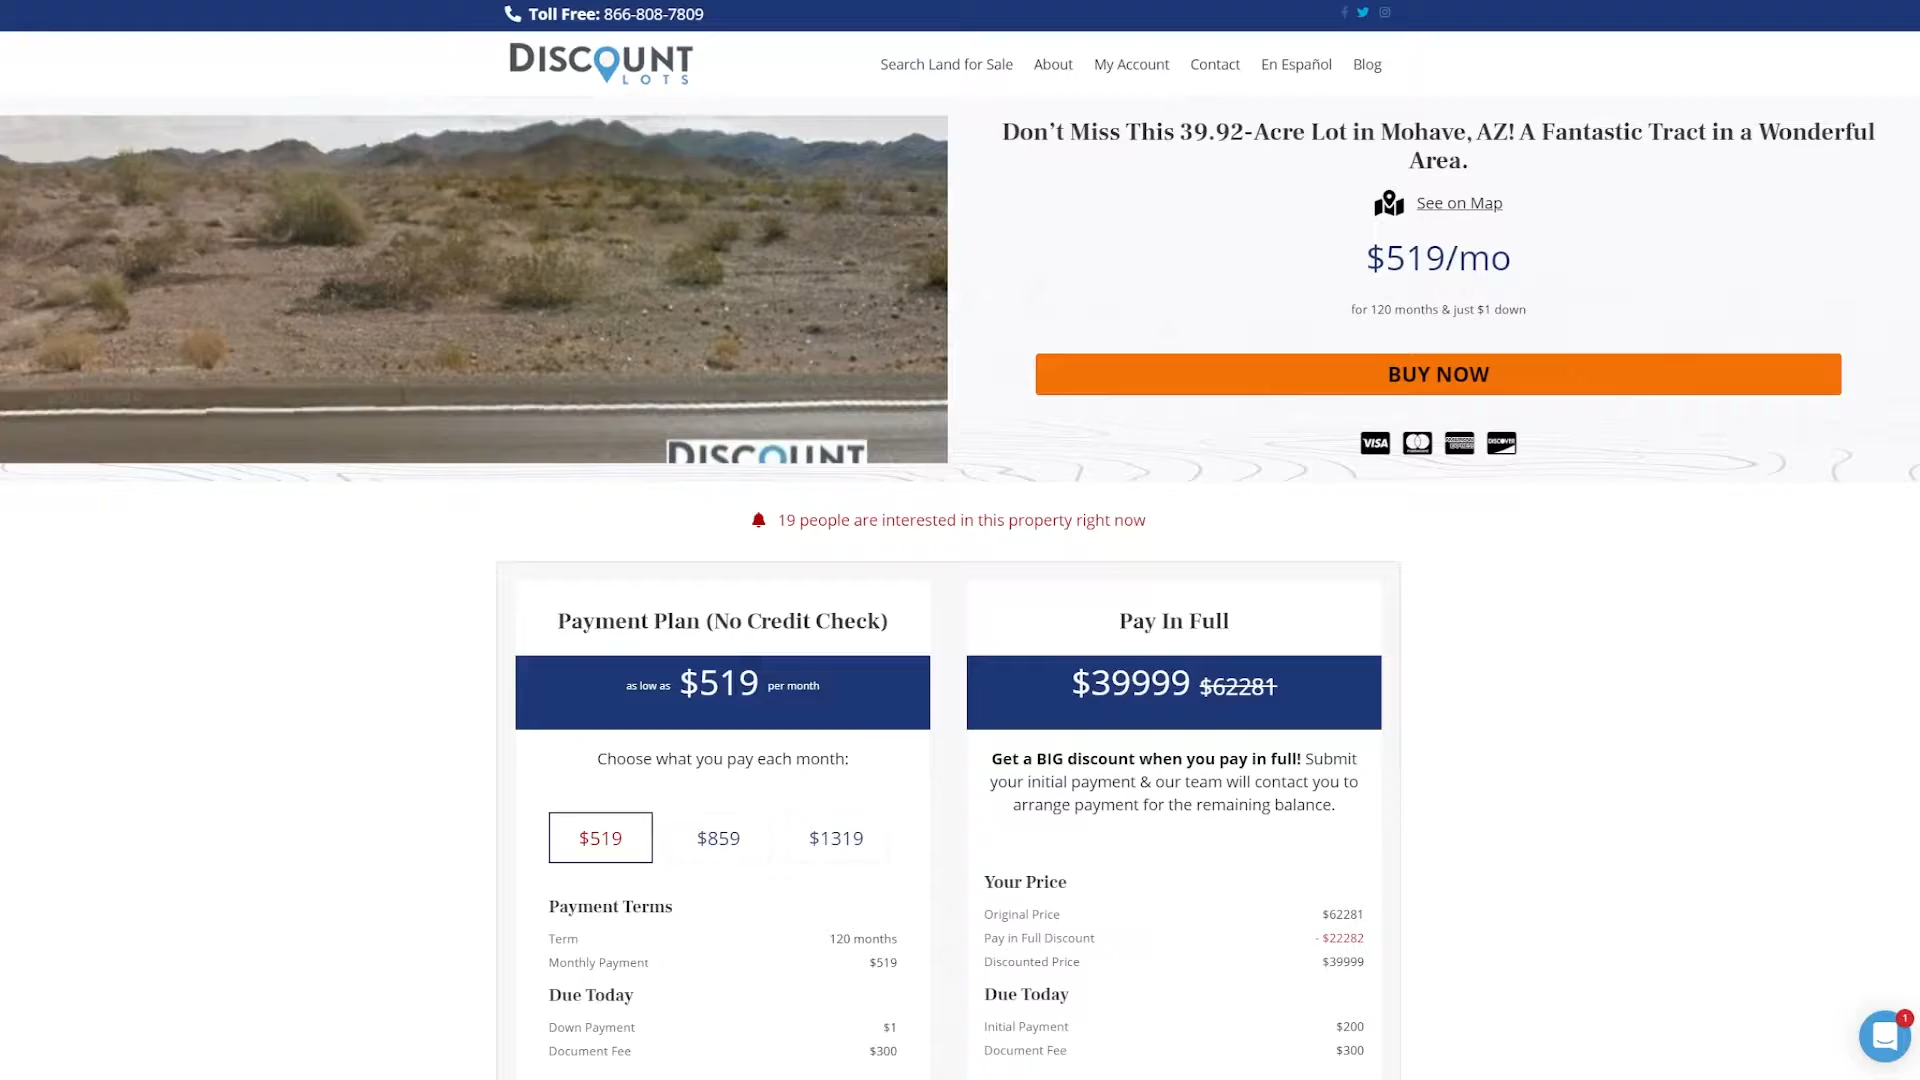 Toll Free: 866-808-7809
DISCOUNT
LOTS
Search Land for Sale About My Account Contact En Español Blog
Don’t Miss This 39.92-Acre Lot in Mohave, AZ! A Fantastic Tract in a Wonderful
Area.
See on Map
$519/mo
for 120 months & just $1 down
BUY NOW
VISA
DISCOVER
DISCOUNT
19 people are interested in this property right now
Payment Plan (No Credit Check)
as low as $519 per month
Choose what you pay each month:
$519 $859 $1319
Payment Terms
Term 120 months
Monthly Payment $519
Due Today
Down Payment $1
Document Fee $300
Pay In Full
$39999 $62281
Get a BIG discount when you pay in full! Submit
your initial payment & our team will contact you to
arrange payment for the remaining balance.
Your Price
Original Price $62281
Pay in Full Discount - $22282
Discounted Price $39999
Due Today
Initial Payment $200
Document Fee $300
1